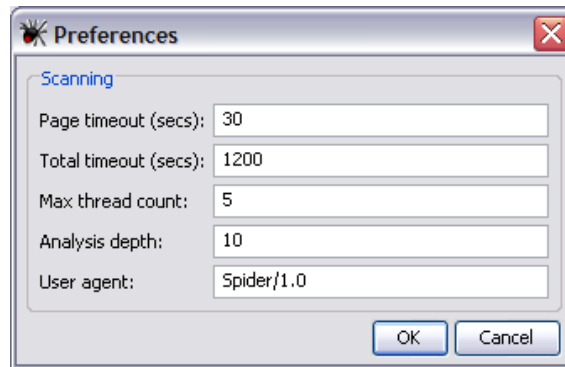 Preferences
Scanning
Page timeout (secs): 30
Total timeout (secs): 1200
Max thread count: 5
Analysis depth: 10
User agent: Spider/1.0
OK Cancel